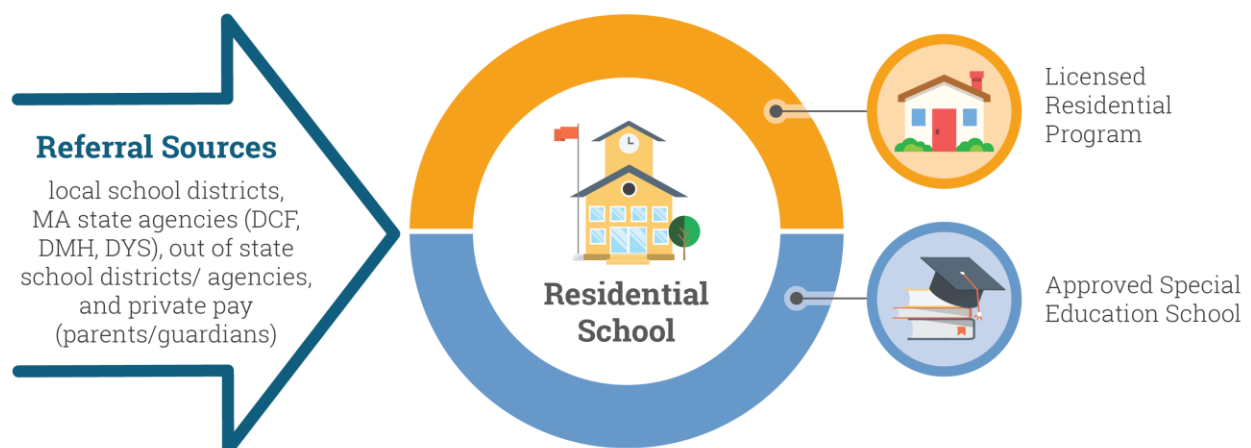 Referral Sources
local school districts,
MA state agencies (DCF,
DMH, DYS), out of state
school districts/ agencies,
and private pay
(parents/guardians)
Residential
School
Licensed
Residential
Program
Approved Special
Education School